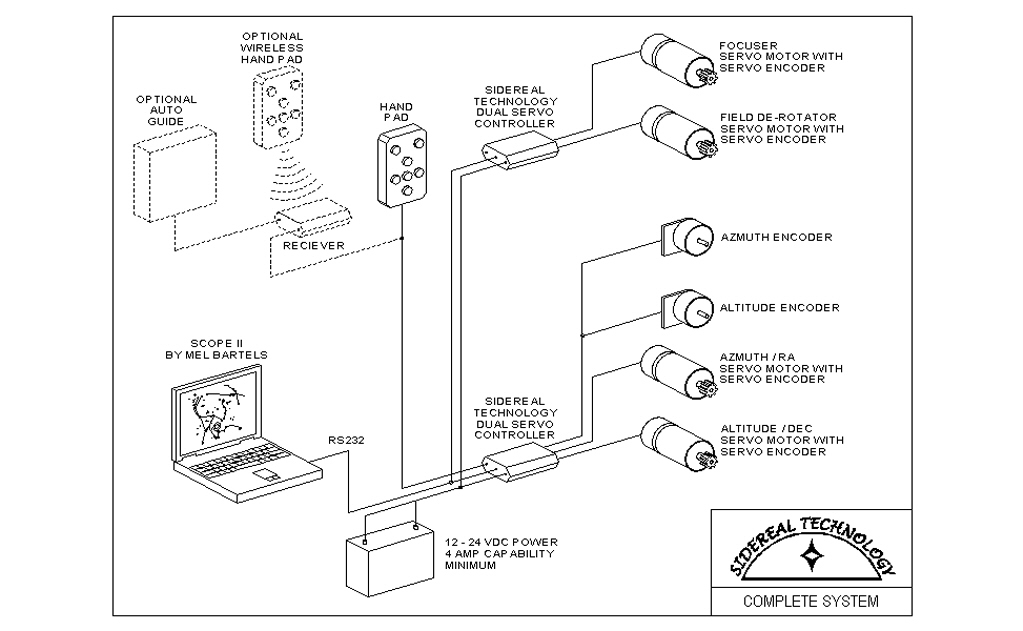 OPTIONAL
WIRELESS
HAND PAD
OPTIONAL
AUTO
GUIDE
HAND
PAD
RECIEVER
SIDEREAL
TECHNOLOGY
DUAL SERVO
CONTROLLER
FOCUSER
SERVO MOTOR WITH
SERVO ENCODER
FIELD DE-ROTATOR
SERVO MOTOR WITH
SERVO ENCODER
AZMUTH ENCODER
ALTITUDE ENCODER
AZMUTH / RA
SERVO MOTOR WITH
SERVO ENCODER
ALTITUDE / DEC
SERVO MOTOR WITH
SERVO ENCODER
SCOPE II
BY MEL BARTELS
RS232
SIDEREAL
TECHNOLOGY
DUAL SERVO
CONTROLLER
12 - 24 VDC POWER
4 AMP CAPABILITY
MINIMUM
SIDEREAL TECHNOLOGY
COMPLETE SYSTEM